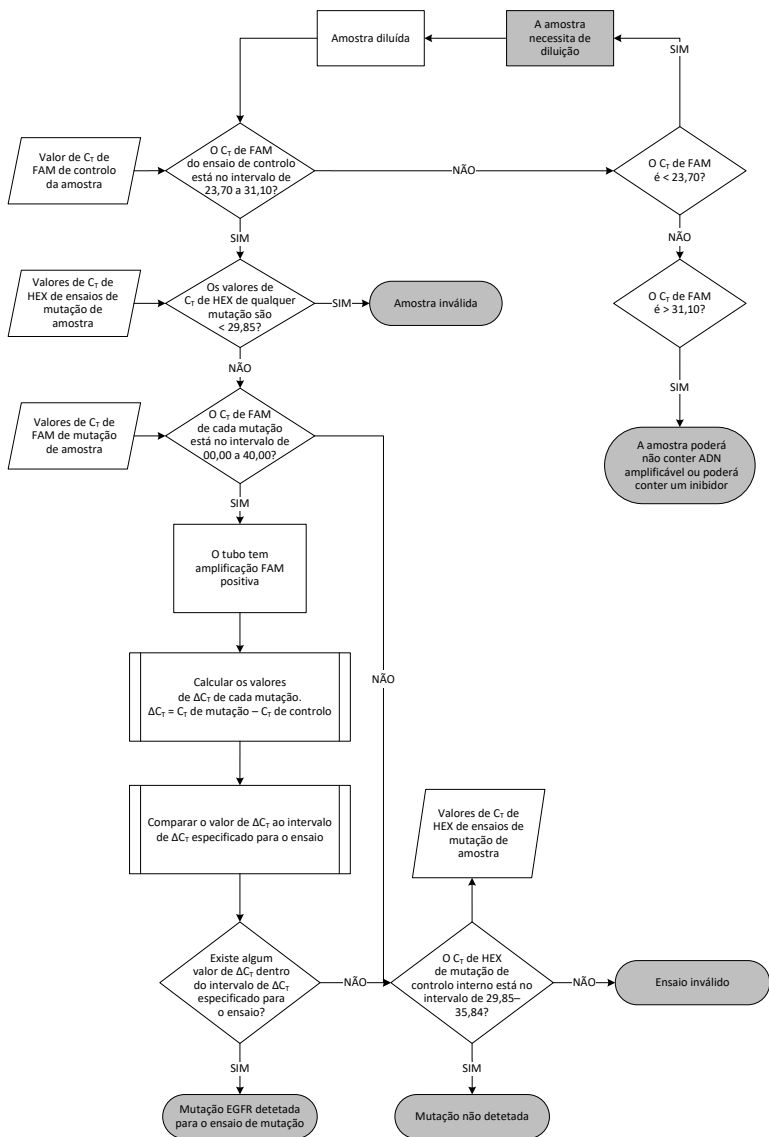 Amostra diluída
A amostra
necessita de
diluição
SIM
Valor de CT de
FAM de controlo
da amostra
O CT de FAM
do ensaio de controlo
está no intervalo de
23,70 a 31,10?
NÃO
O CT de FAM
é < 23,70?
SIM
NÃO
Valores de CT de
HEX de ensaios de
mutação de
amostra
Os valores de
CT de HEX de qualquer
mutação são
< 29,85?
SIM
Amostra inválida
O CT de FAM
é > 31,10?
NÃO
SIM
Valores de CT de
FAM de mutação
de amostra
O CT de FAM
de cada mutação
está no intervalo de
00,00 a 40,00?
A amostra poderá
não conter ADN
amplificável ou poderá
conter um inibidor
SIM
O tubo tem
amplificação FAM
positiva
NÃO
Calcular os valores
de ΔCT de cada mutação.
ΔCT = CT de mutação – CT de controlo
Comparar o valor de ΔCT ao intervalo
de ΔCT especificado para o ensaio
Valores de CT de
HEX de ensaios de
mutação de
amostra
Existe algum
valor de ΔCT dentro
do intervalo de ΔCT
especificado para
o ensaio?
NÃO
O CT de HEX
de mutação de
controlo interno está no
intervalo de 29,85–
35,84?
NÃO
Ensaio inválido
SIM
SIM
Mutação EGFR detetada
para o ensaio de mutação
Mutação não detetada